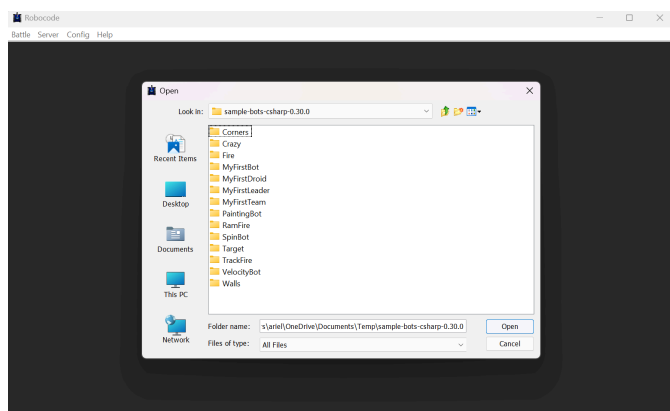 Robocode
Battle Server Config Help
Open
Look in: sample-bots-csharp-0.30.0
Corners
Crazy
Fire
MyFirstBot
MyFirstDroid
MyFirstLeader
MyFirstTeam
PaintingBot
RamFire
SpinBot
Target
TrackFire
VelocityBot
Walls
Recent Items
Desktop
Documents
This PC
Network
Folder name: s\ariel\OneDrive\Documents\Temp\sample-bots-csharp-0.30.0 Open
Files of type: All Files Cancel